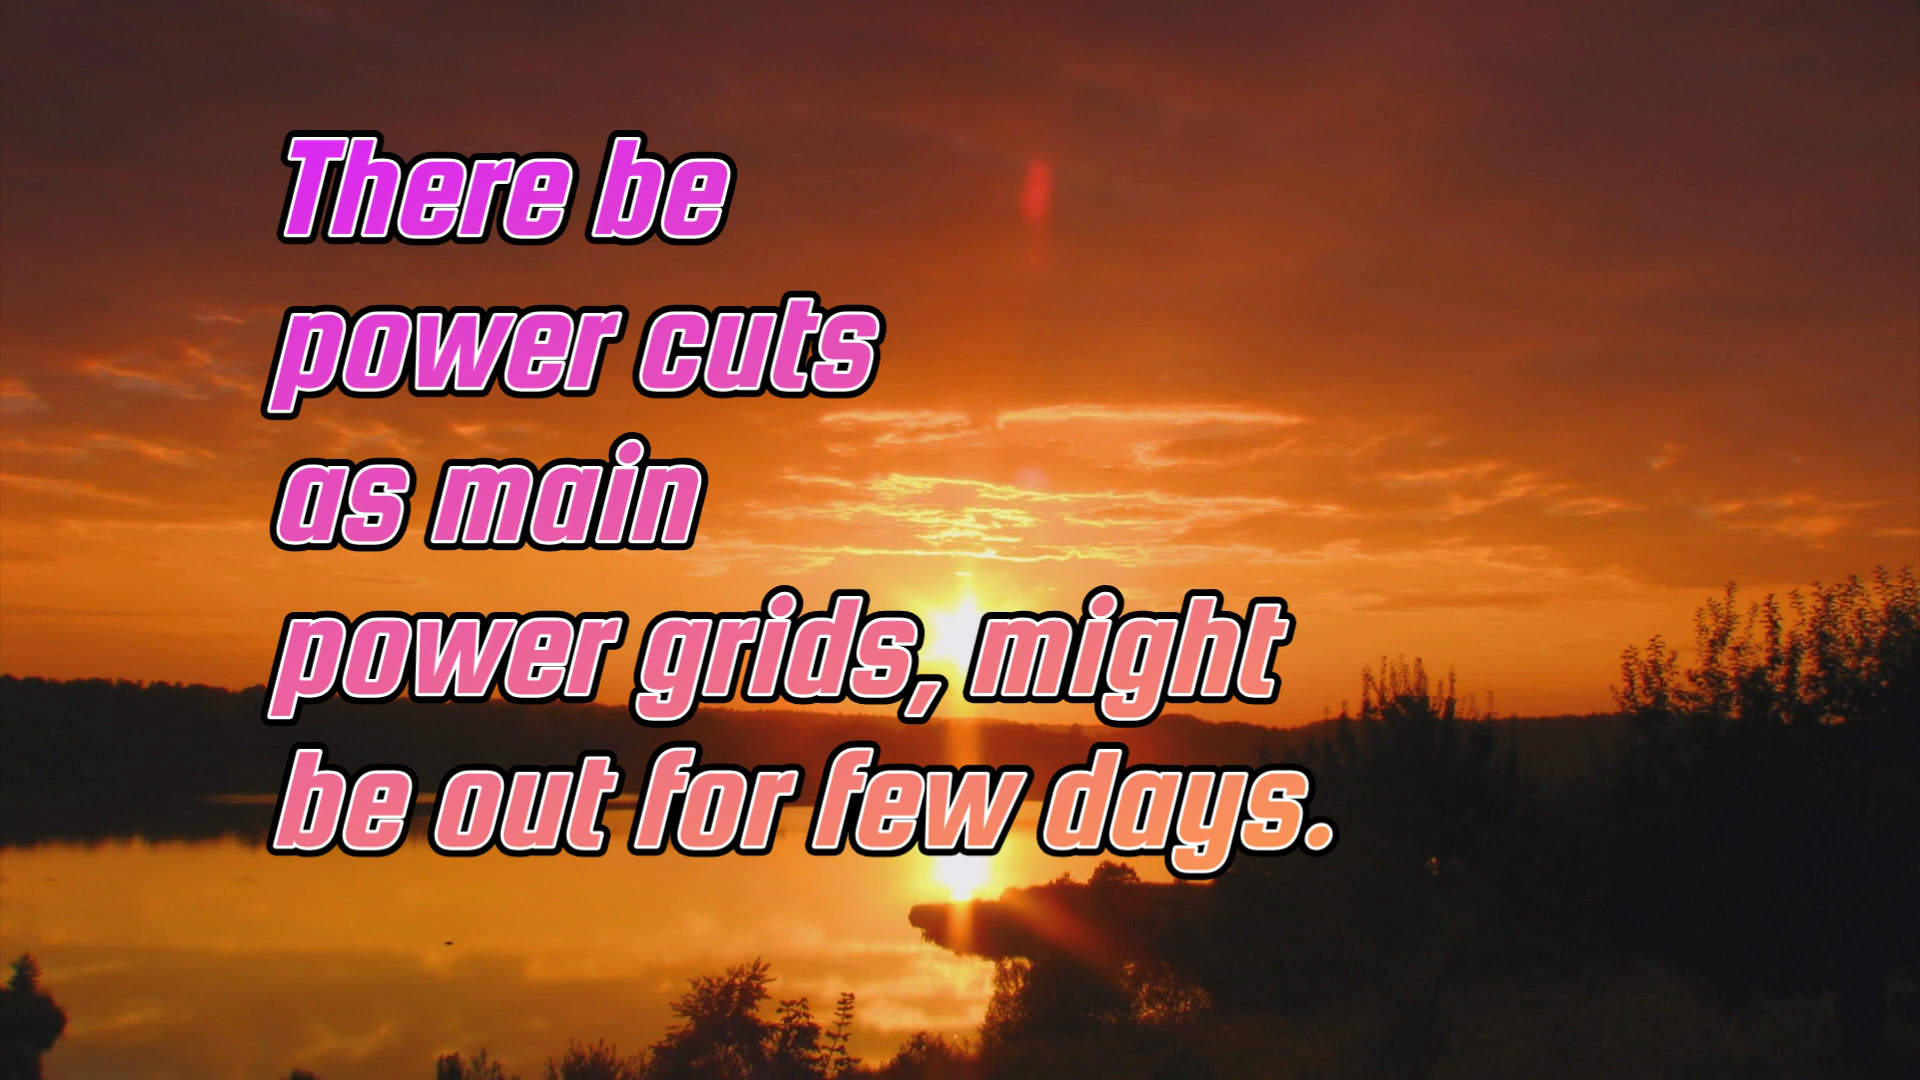 There be
power cuts
as main
power grids, might
be out for few days.